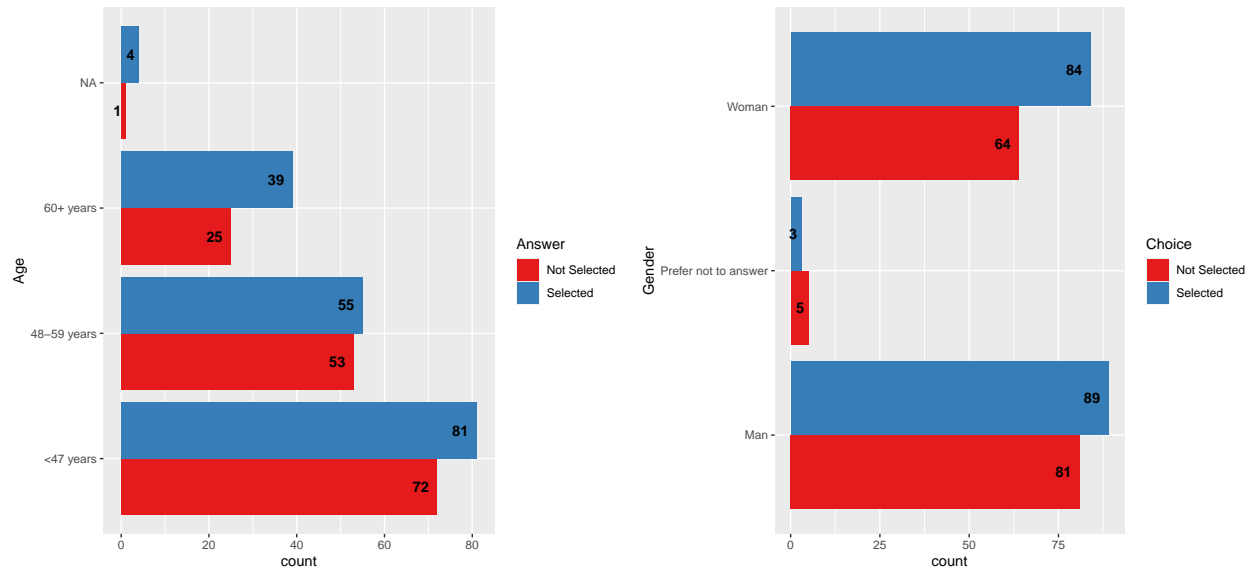 NA
60+ years
48–59 years
<47 years
Age
4
1
39
25
55
53
81
72
0
20
40
60
80
count
Answer
Not Selected
Selected
Woman
Prefer not to answer
Man
Gender
84
64
3
5
89
81
0
25
50
75
count
Choice
Not Selected
Selected